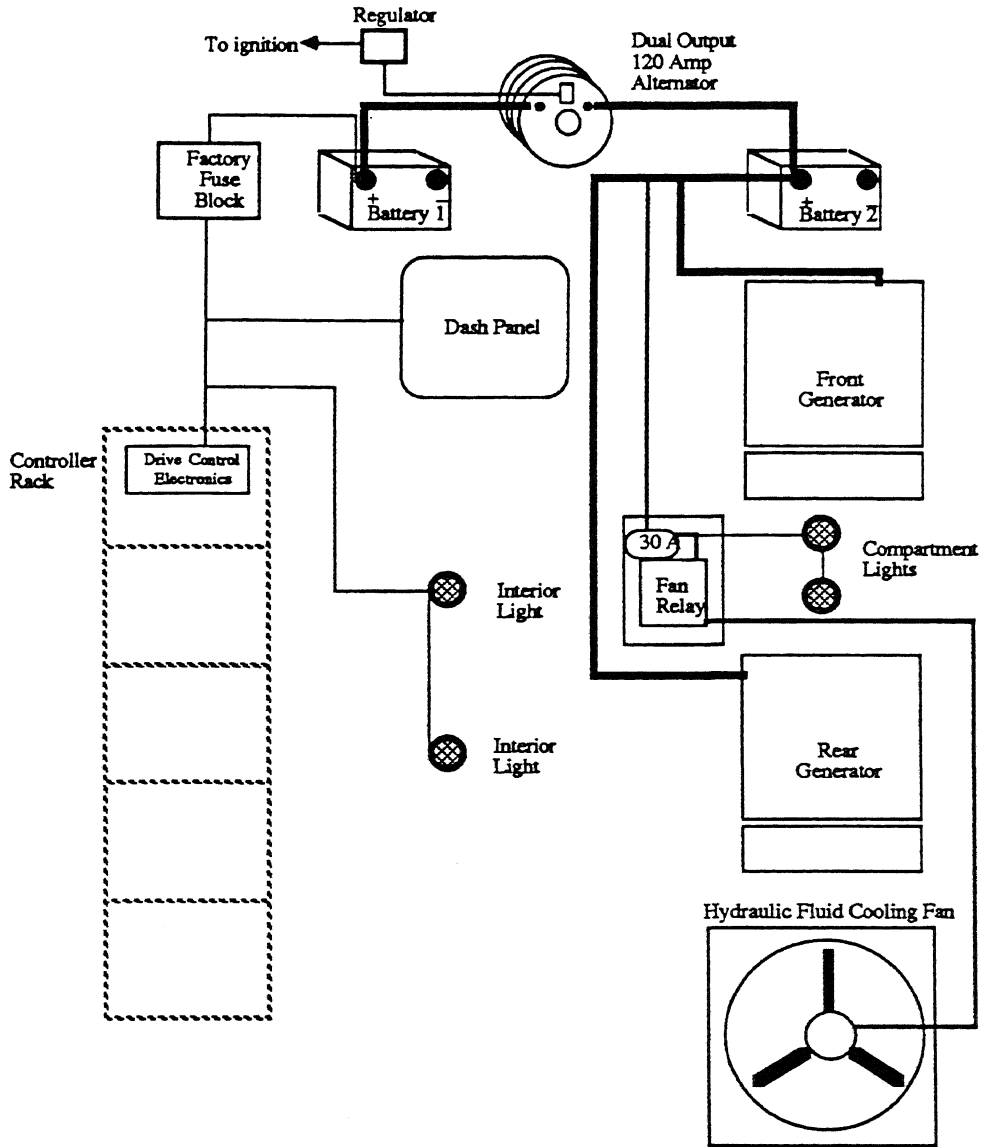 Regulator
To ignition
Dual Output
120 Amp
Alternator
Factory
Fuse
Block
+
−
Battery 1
+
−
Battery 2
Dash Panel
Front
Generator
Controller
Rack
Drive Control
Electronics
30 A
Fan
Relay
Compartment
Lights
Interior
Light
Interior
Light
Rear
Generator
Hydraulic Fluid Cooling Fan